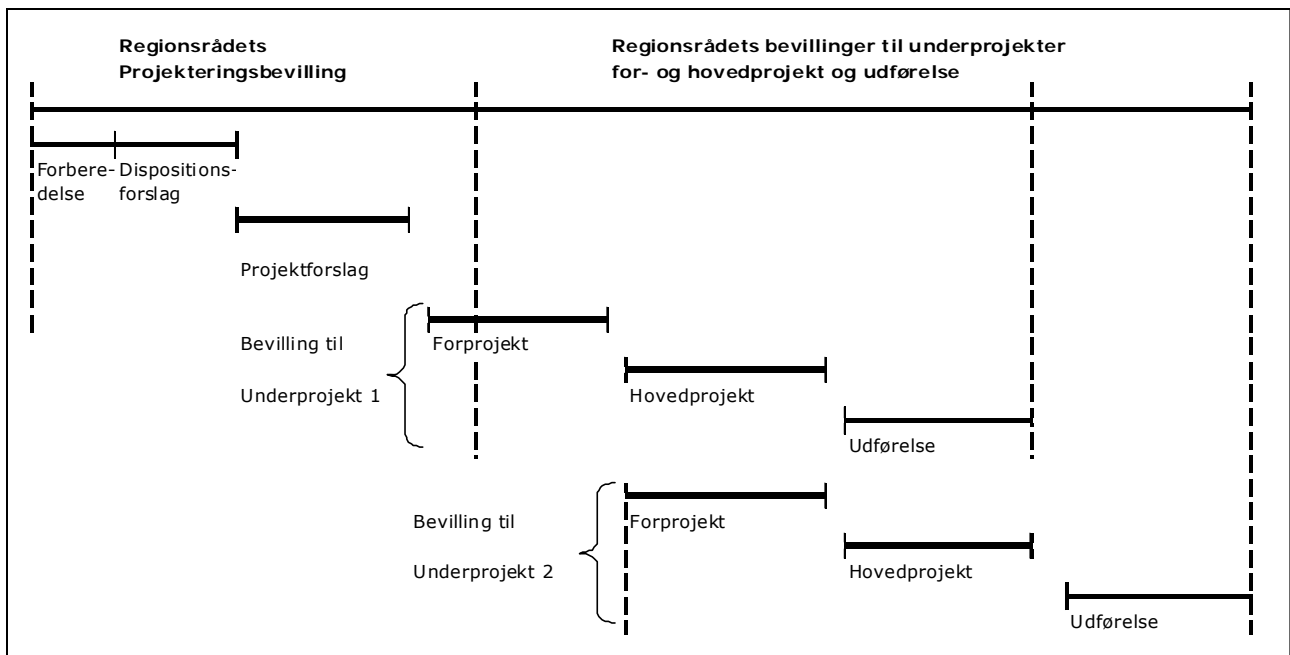 Regionsrådets
Projekteringsbevilling
Regionsrådets bevillinger til underprojekter
for- og hovedprojekt og udførelse
Forbere-
delse
Dispositions-
forslag
Projektforslag
Bevilling til
Underprojekt 1
Forprojekt
Hovedprojekt
Udførelse
Bevilling til
Underprojekt 2
Forprojekt
Hovedprojekt
Udførelse